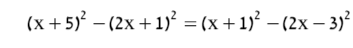 (x + 5)² − (2x + 1)² = (x + 1)² − (2x − 3)²